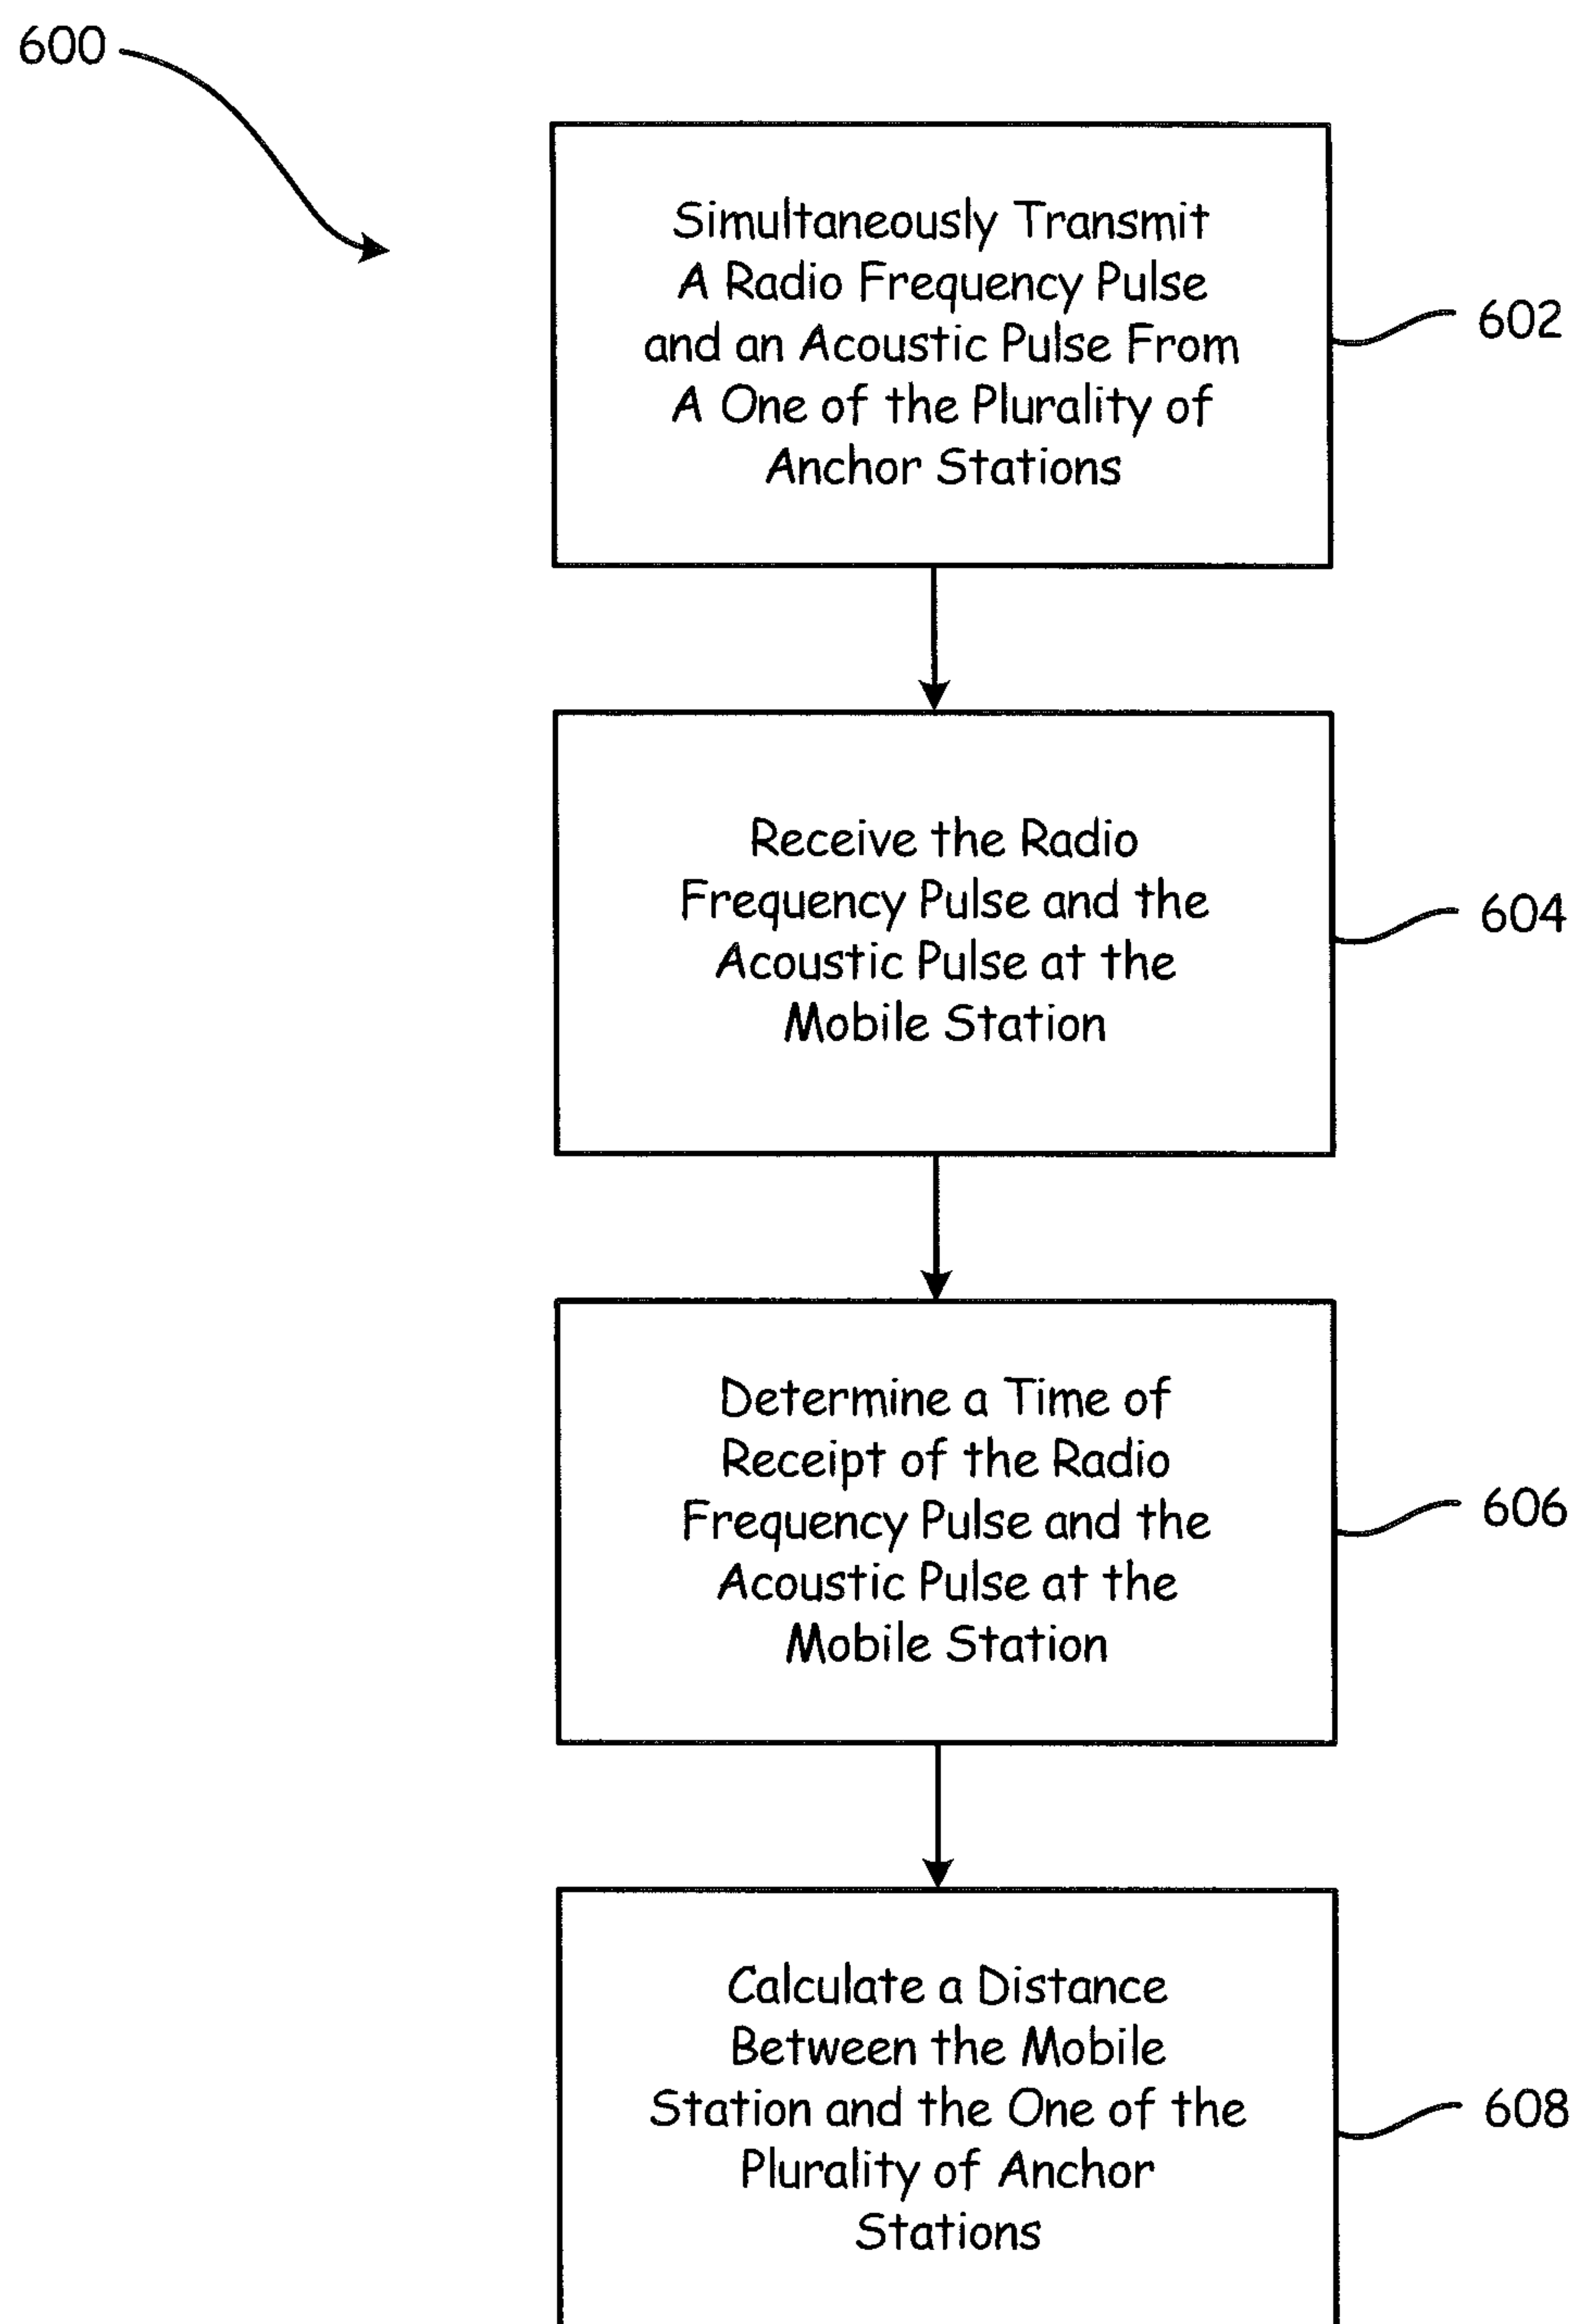 600
Simultaneously Transmit
A Radio Frequency Pulse
and an Acoustic Pulse From
A One of the Plurality of
Anchor Stations
602
Receive the Radio
Frequency Pulse and the
Acoustic Pulse at the
Mobile Station
604
Determine a Time of
Receipt of the Radio
Frequency Pulse and the
Acoustic Pulse at the
Mobile Station
606
Calculate a Distance
Between the Mobile
Station and the One of the
Plurality of Anchor
Stations
608